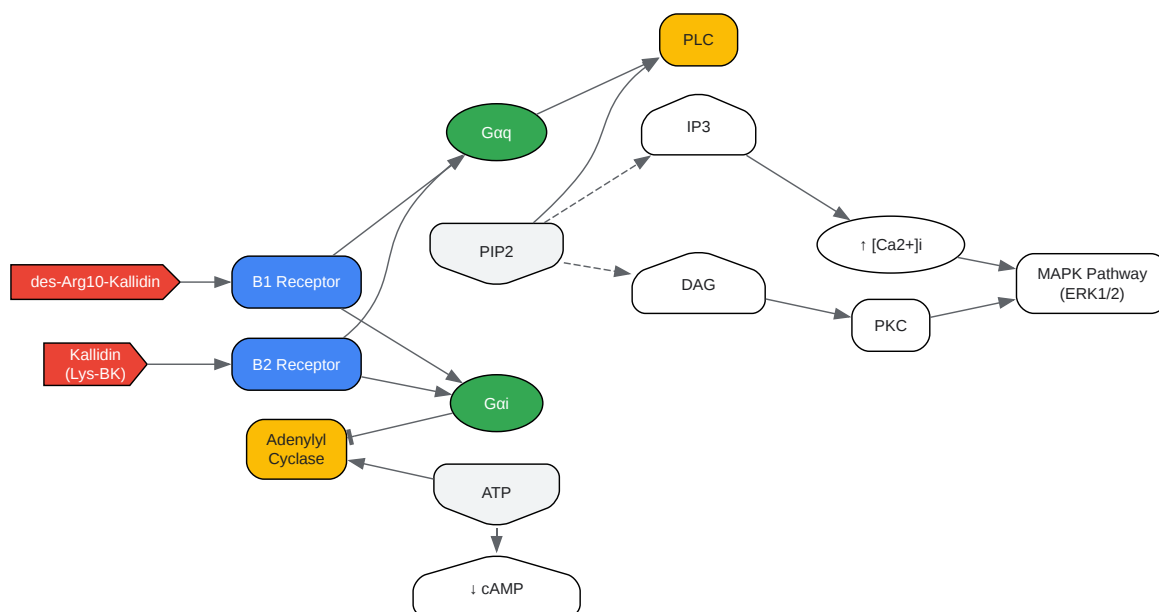 PLC
IP3
Gαq
PIP2
↑ [Ca2+]i
DAG
MAPK Pathway
(ERK1/2)
des-Arg10-Kallidin
B1 Receptor
PKC
Kallidin
(Lys-BK)
B2 Receptor
Gαi
Adenylyl
Cyclase
ATP
↓ cAMP